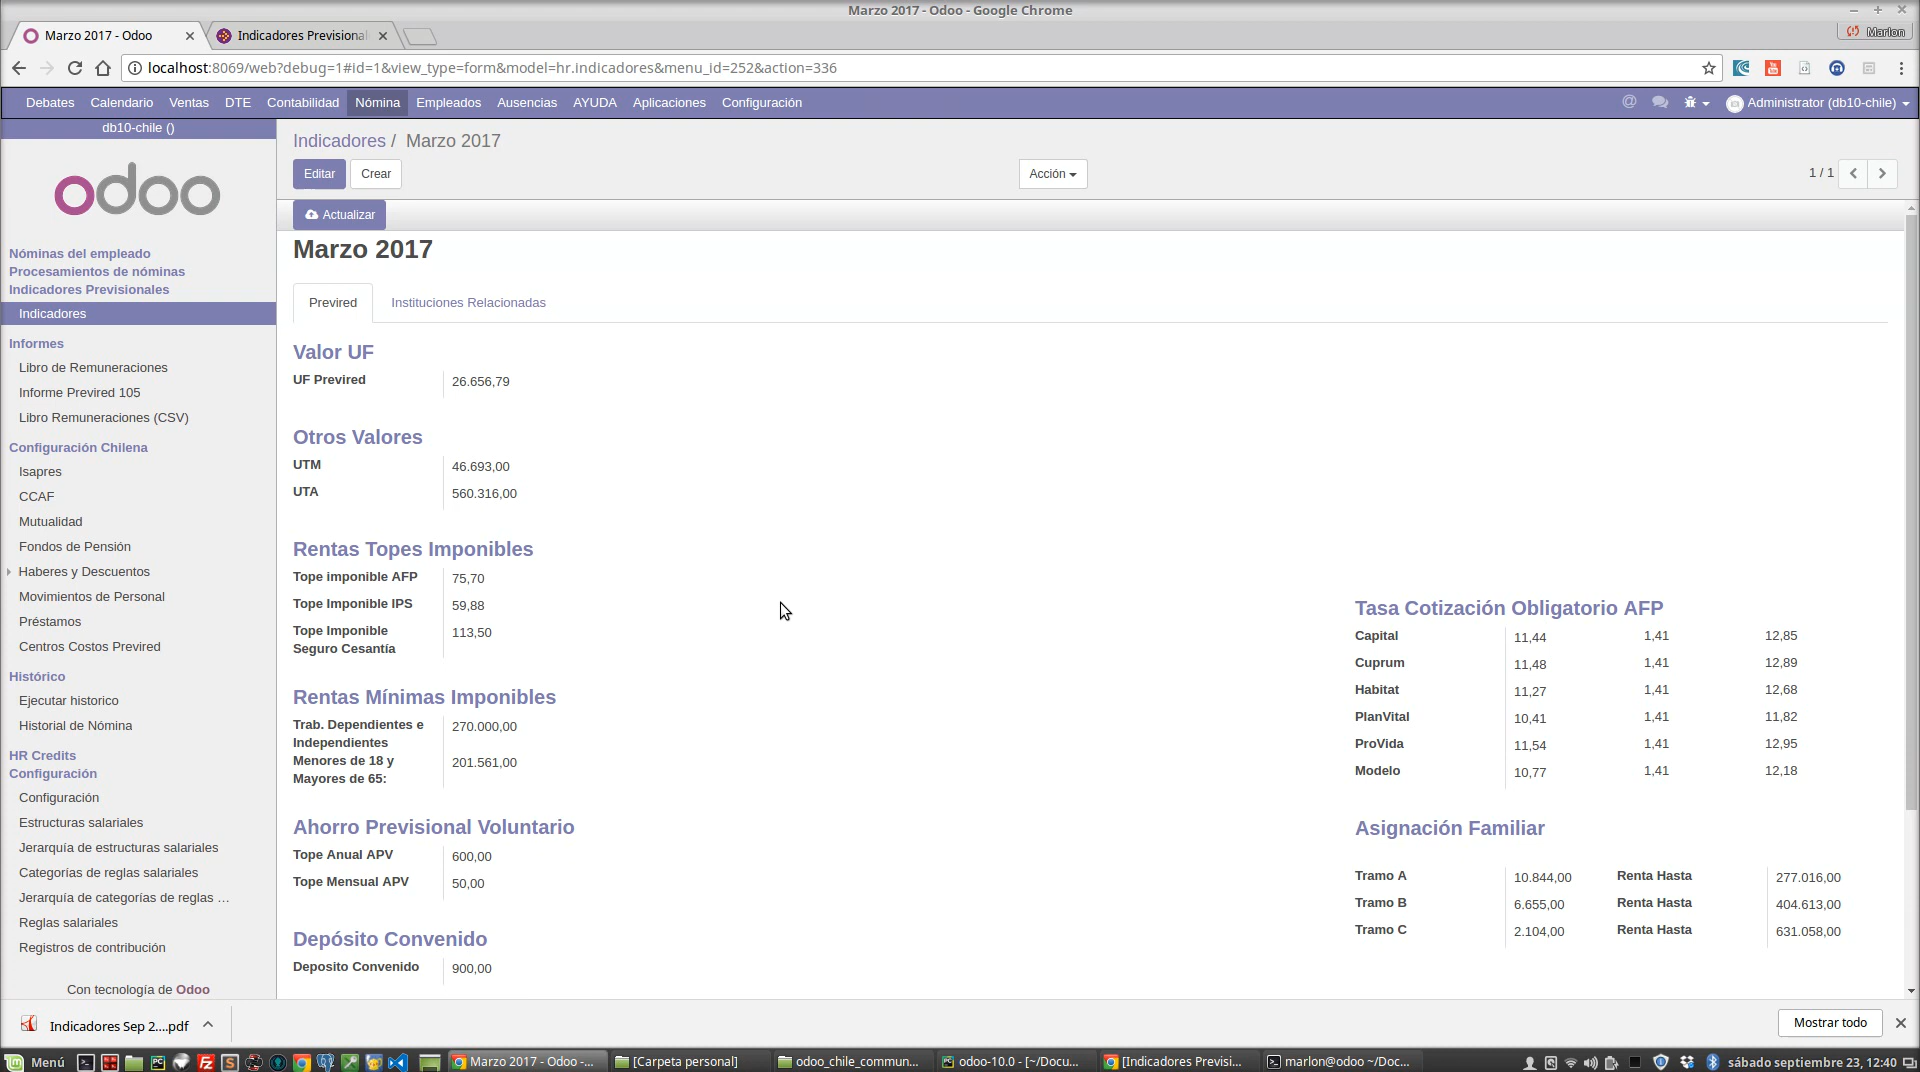 Marzo 2017 - Odoo - Google Chrome
Marzo 2017 - Odoo
Indicadores Previsional
Marlon
localhost:8069/web?debug=1#id=1&view_type=form&model=hr.indicadores&menu_id=252&action=336
Debates Calendario Ventas DTE Contabilidad Nómina Empleados Ausencias AYUDA Aplicaciones Configuración
Administrator (db10-chile)
db10-chile ()
odoo
Nóminas del empleado
Procesamientos de nóminas
Indicadores Previsionales
Indicadores
Informes
Libro de Remuneraciones
Informe Previred 105
Libro Remuneraciones (CSV)
Configuración Chilena
Isapres
CCAF
Mutualidad
Fondos de Pensión
Haberes y Descuentos
Movimientos de Personal
Préstamos
Centros Costos Previred
Histórico
Ejecutar historico
Historial de Nómina
HR Credits
Configuración
Configuración
Estructuras salariales
Jerarquía de estructuras salariales
Categorías de reglas salariales
Jerarquía de categorías de reglas ...
Reglas salariales
Registros de contribución
Con tecnología de Odoo
Indicadores / Marzo 2017
Editar Crear
Acción
1 / 1
Actualizar
Marzo 2017
Previred Instituciones Relacionadas
Valor UF
UF Previred 26.656,79
Otros Valores
UTM 46.693,00
UTA 560.316,00
Rentas Topes Imponibles
Tope imponible AFP 75,70
Tope Imponible IPS 59,88
Tope Imponible 113,50
Seguro Cesantía
Rentas Mínimas Imponibles
Trab. Dependientes e 270.000,00
Independientes
Menores de 18 y 201.561,00
Mayores de 65:
Ahorro Previsional Voluntario
Tope Anual APV 600,00
Tope Mensual APV 50,00
Depósito Convenido
Deposito Convenido 900,00
Tasa Cotización Obligatorio AFP
Capital 11,44 1,41 12,85
Cuprum 11,48 1,41 12,89
Habitat 11,27 1,41 12,68
PlanVital 10,41 1,41 11,82
ProVida 11,54 1,41 12,95
Modelo 10,77 1,41 12,18
Asignación Familiar
Tramo A 10.844,00 Renta Hasta 277.016,00
Tramo B 6.655,00 Renta Hasta 404.613,00
Tramo C 2.104,00 Renta Hasta 631.058,00
Indicadores Sep 2....pdf
Mostrar todo
Menú
Marzo 2017 - Odoo -...
[Carpeta personal]
odoo_chile_commun...
odoo-10.0 - [~/Docu...
[Indicadores Previsi...
marlon@odoo ~/Doc...
sábado septiembre 23, 12:40